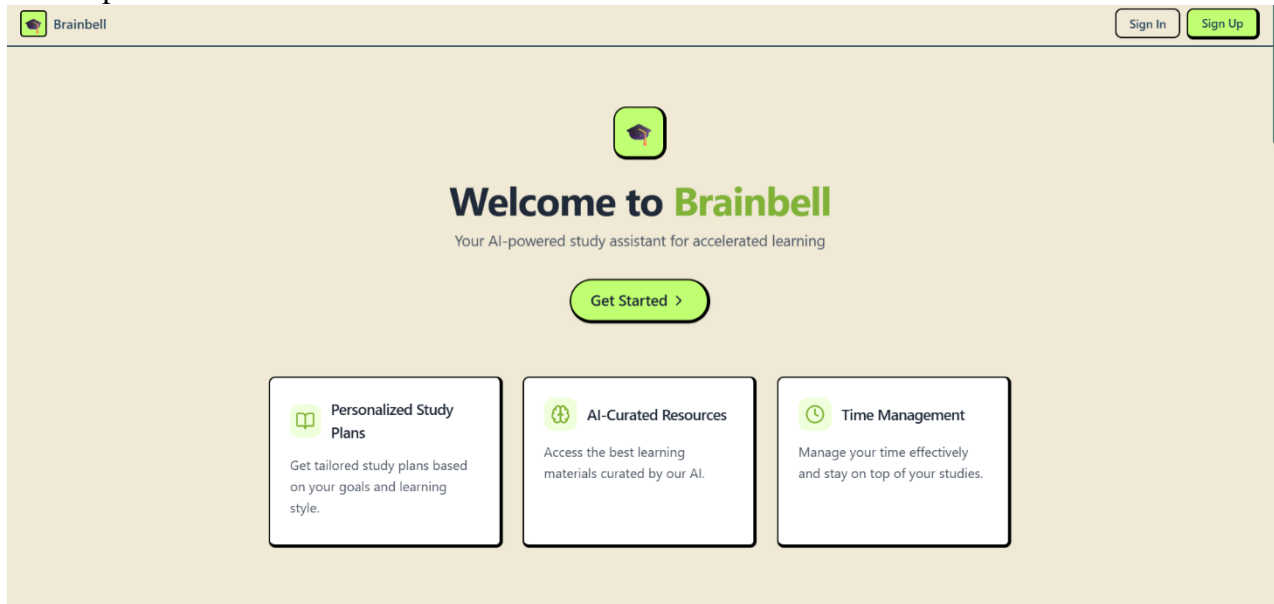 Brainbell
Sign In
Sign Up
Welcome to Brainbell
Your AI-powered study assistant for accelerated learning
Get Started
Personalized Study
Plans
Get tailored study plans based
on your goals and learning
style.
AI-Curated Resources
Access the best learning
materials curated by our AI.
Time Management
Manage your time effectively
and stay on top of your studies.